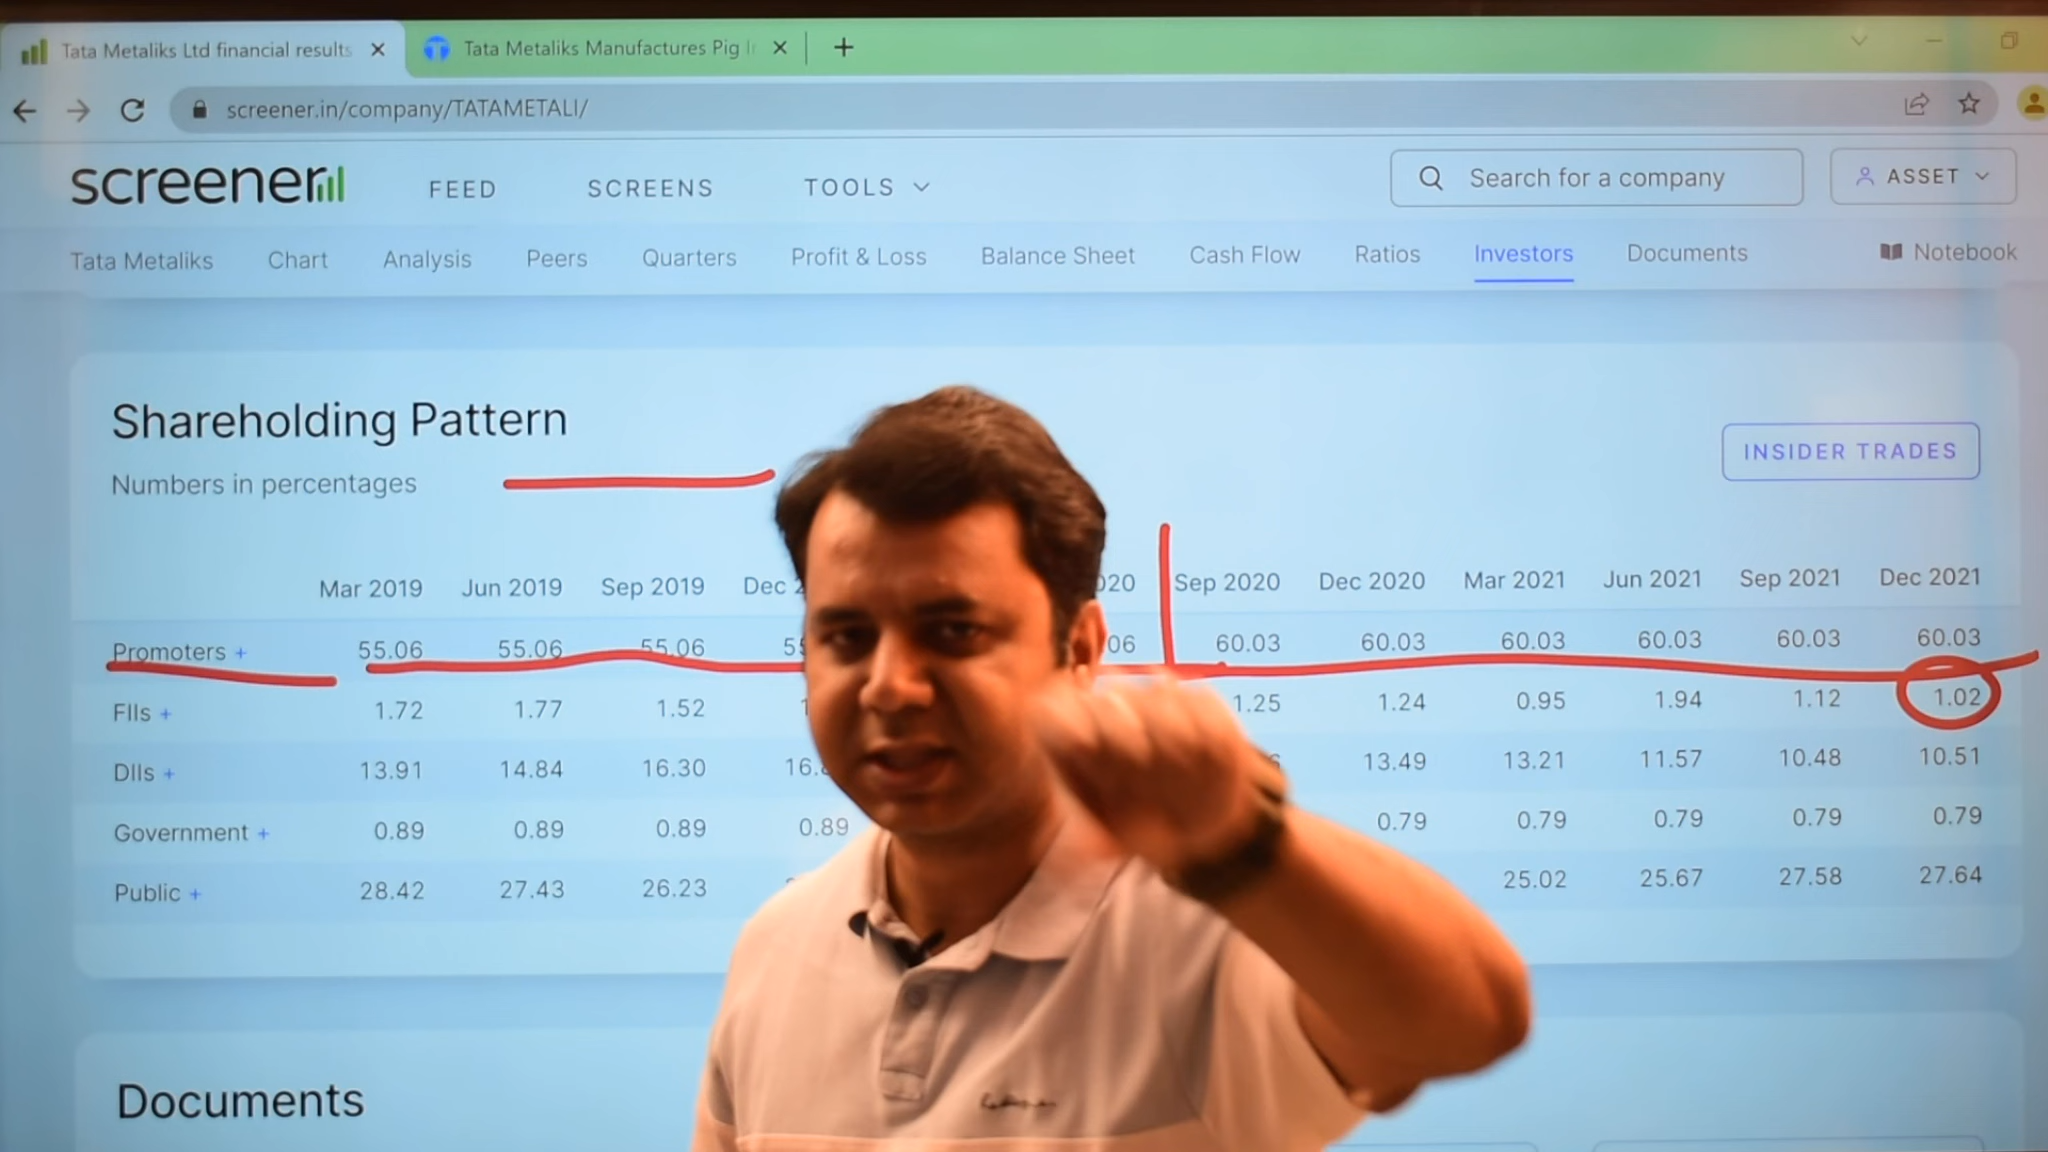 Tata Metaliks Ltd financial results
Tata Metaliks Manufactures Pig
screener.in/company/TATAMETALI/
screener FEED SCREENS TOOLS Search for a company ASSET
Tata Metaliks Chart Analysis Peers Quarters Profit & Loss Balance Sheet Cash Flow Ratios Investors Documents Notebook
Shareholding Pattern
INSIDER TRADES
Numbers in percentages
Mar 2019 Jun 2019 Sep 2019 Dec Sep 2020 Dec 2020 Mar 2021 Jun 2021 Sep 2021 Dec 2021
Promoters + 55.06 55.06 55.06 60.03 60.03 60.03 60.03 60.03 60.03
FIIs + 1.72 1.77 1.52 1.25 1.24 0.95 1.94 1.12 1.02
DIIs + 13.91 14.84 16.30 13.49 13.21 11.57 10.48 10.51
Government + 0.89 0.89 0.89 0.89 0.79 0.79 0.79 0.79 0.79
Public + 28.42 27.43 26.23 25.02 25.67 27.58 27.64
Documents